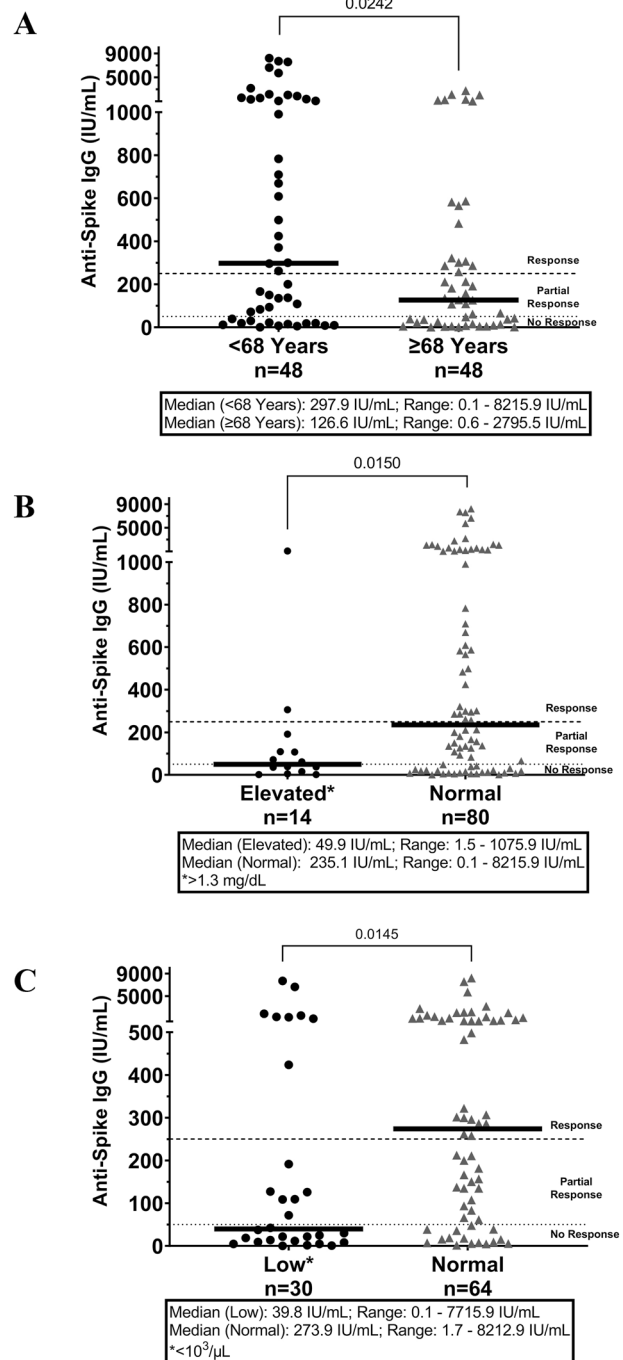 A
0.0242
Anti-Spike IgG (IU/mL)
9000
5000
1000
800
600
400
200
0
Response
Partial
Response
No Response
<68 Years
n=48
≥68 Years
n=48
Median (<68 Years): 297.9 IU/mL; Range: 0.1 - 8215.9 IU/mL
Median (≥68 Years): 126.6 IU/mL; Range: 0.6 - 2795.5 IU/mL
B
0.0150
Anti-Spike IgG (IU/mL)
9000
5000
1000
800
600
400
200
0
Response
Partial
Response
No Response
Elevated*
n=14
Normal
n=80
Median (Elevated): 49.9 IU/mL; Range: 1.5 - 1075.9 IU/mL
Median (Normal): 235.1 IU/mL; Range: 0.1 - 8215.9 IU/mL
*>1.3 mg/dL
C
0.0145
Anti-Spike IgG (IU/mL)
9000
5000
500
400
300
200
100
0
Response
Partial
Response
No Response
Low*
n=30
Normal
n=64
Median (Low): 39.8 IU/mL; Range: 0.1 - 7715.9 IU/mL
Median (Normal): 273.9 IU/mL; Range: 1.7 - 8212.9 IU/mL
*<10³/µL